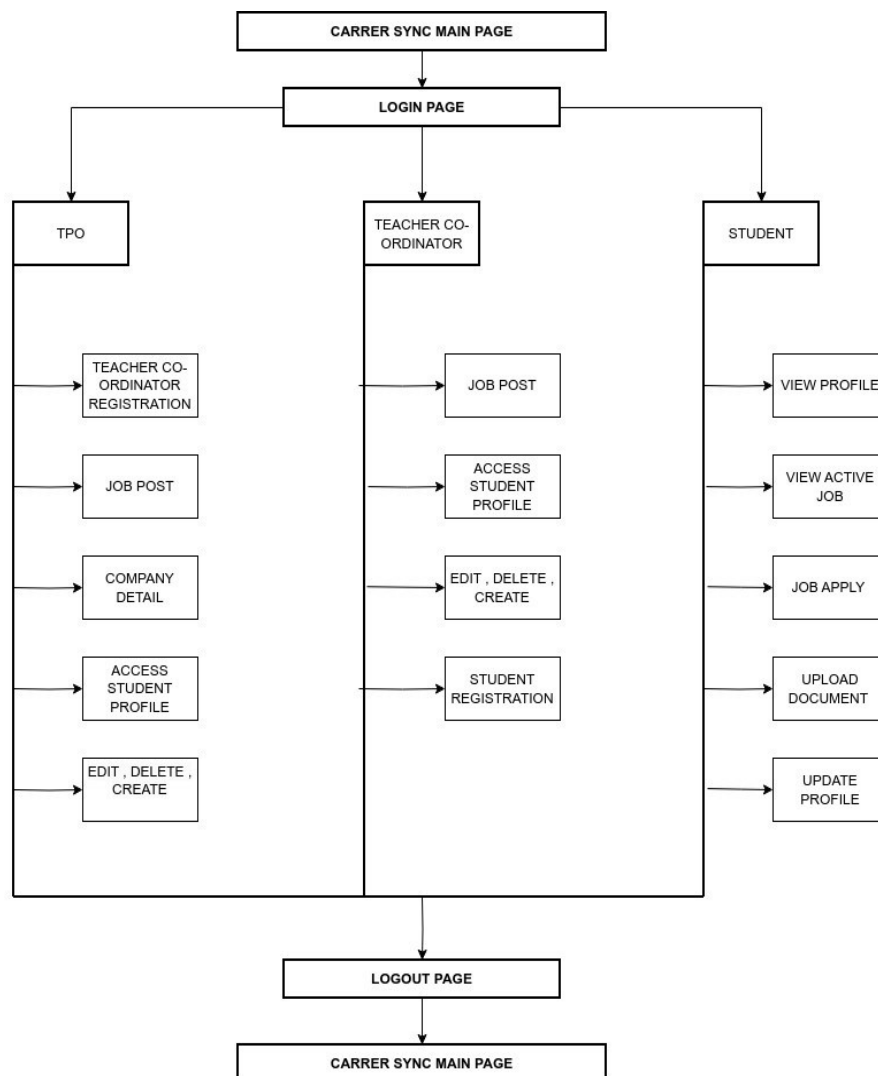 CARRER SYNC MAIN PAGE
LOGIN PAGE
TPO
TEACHER CO-
ORDINATOR
STUDENT
TEACHER CO-
ORDINATOR
REGISTRATION
JOB POST
VIEW PROFILE
JOB POST
ACCESS
STUDENT
PROFILE
VIEW ACTIVE
JOB
COMPANY
DETAIL
EDIT , DELETE ,
CREATE
JOB APPLY
ACCESS
STUDENT
PROFILE
STUDENT
REGISTRATION
UPLOAD
DOCUMENT
EDIT , DELETE ,
CREATE
UPDATE
PROFILE
LOGOUT PAGE
CARRER SYNC MAIN PAGE